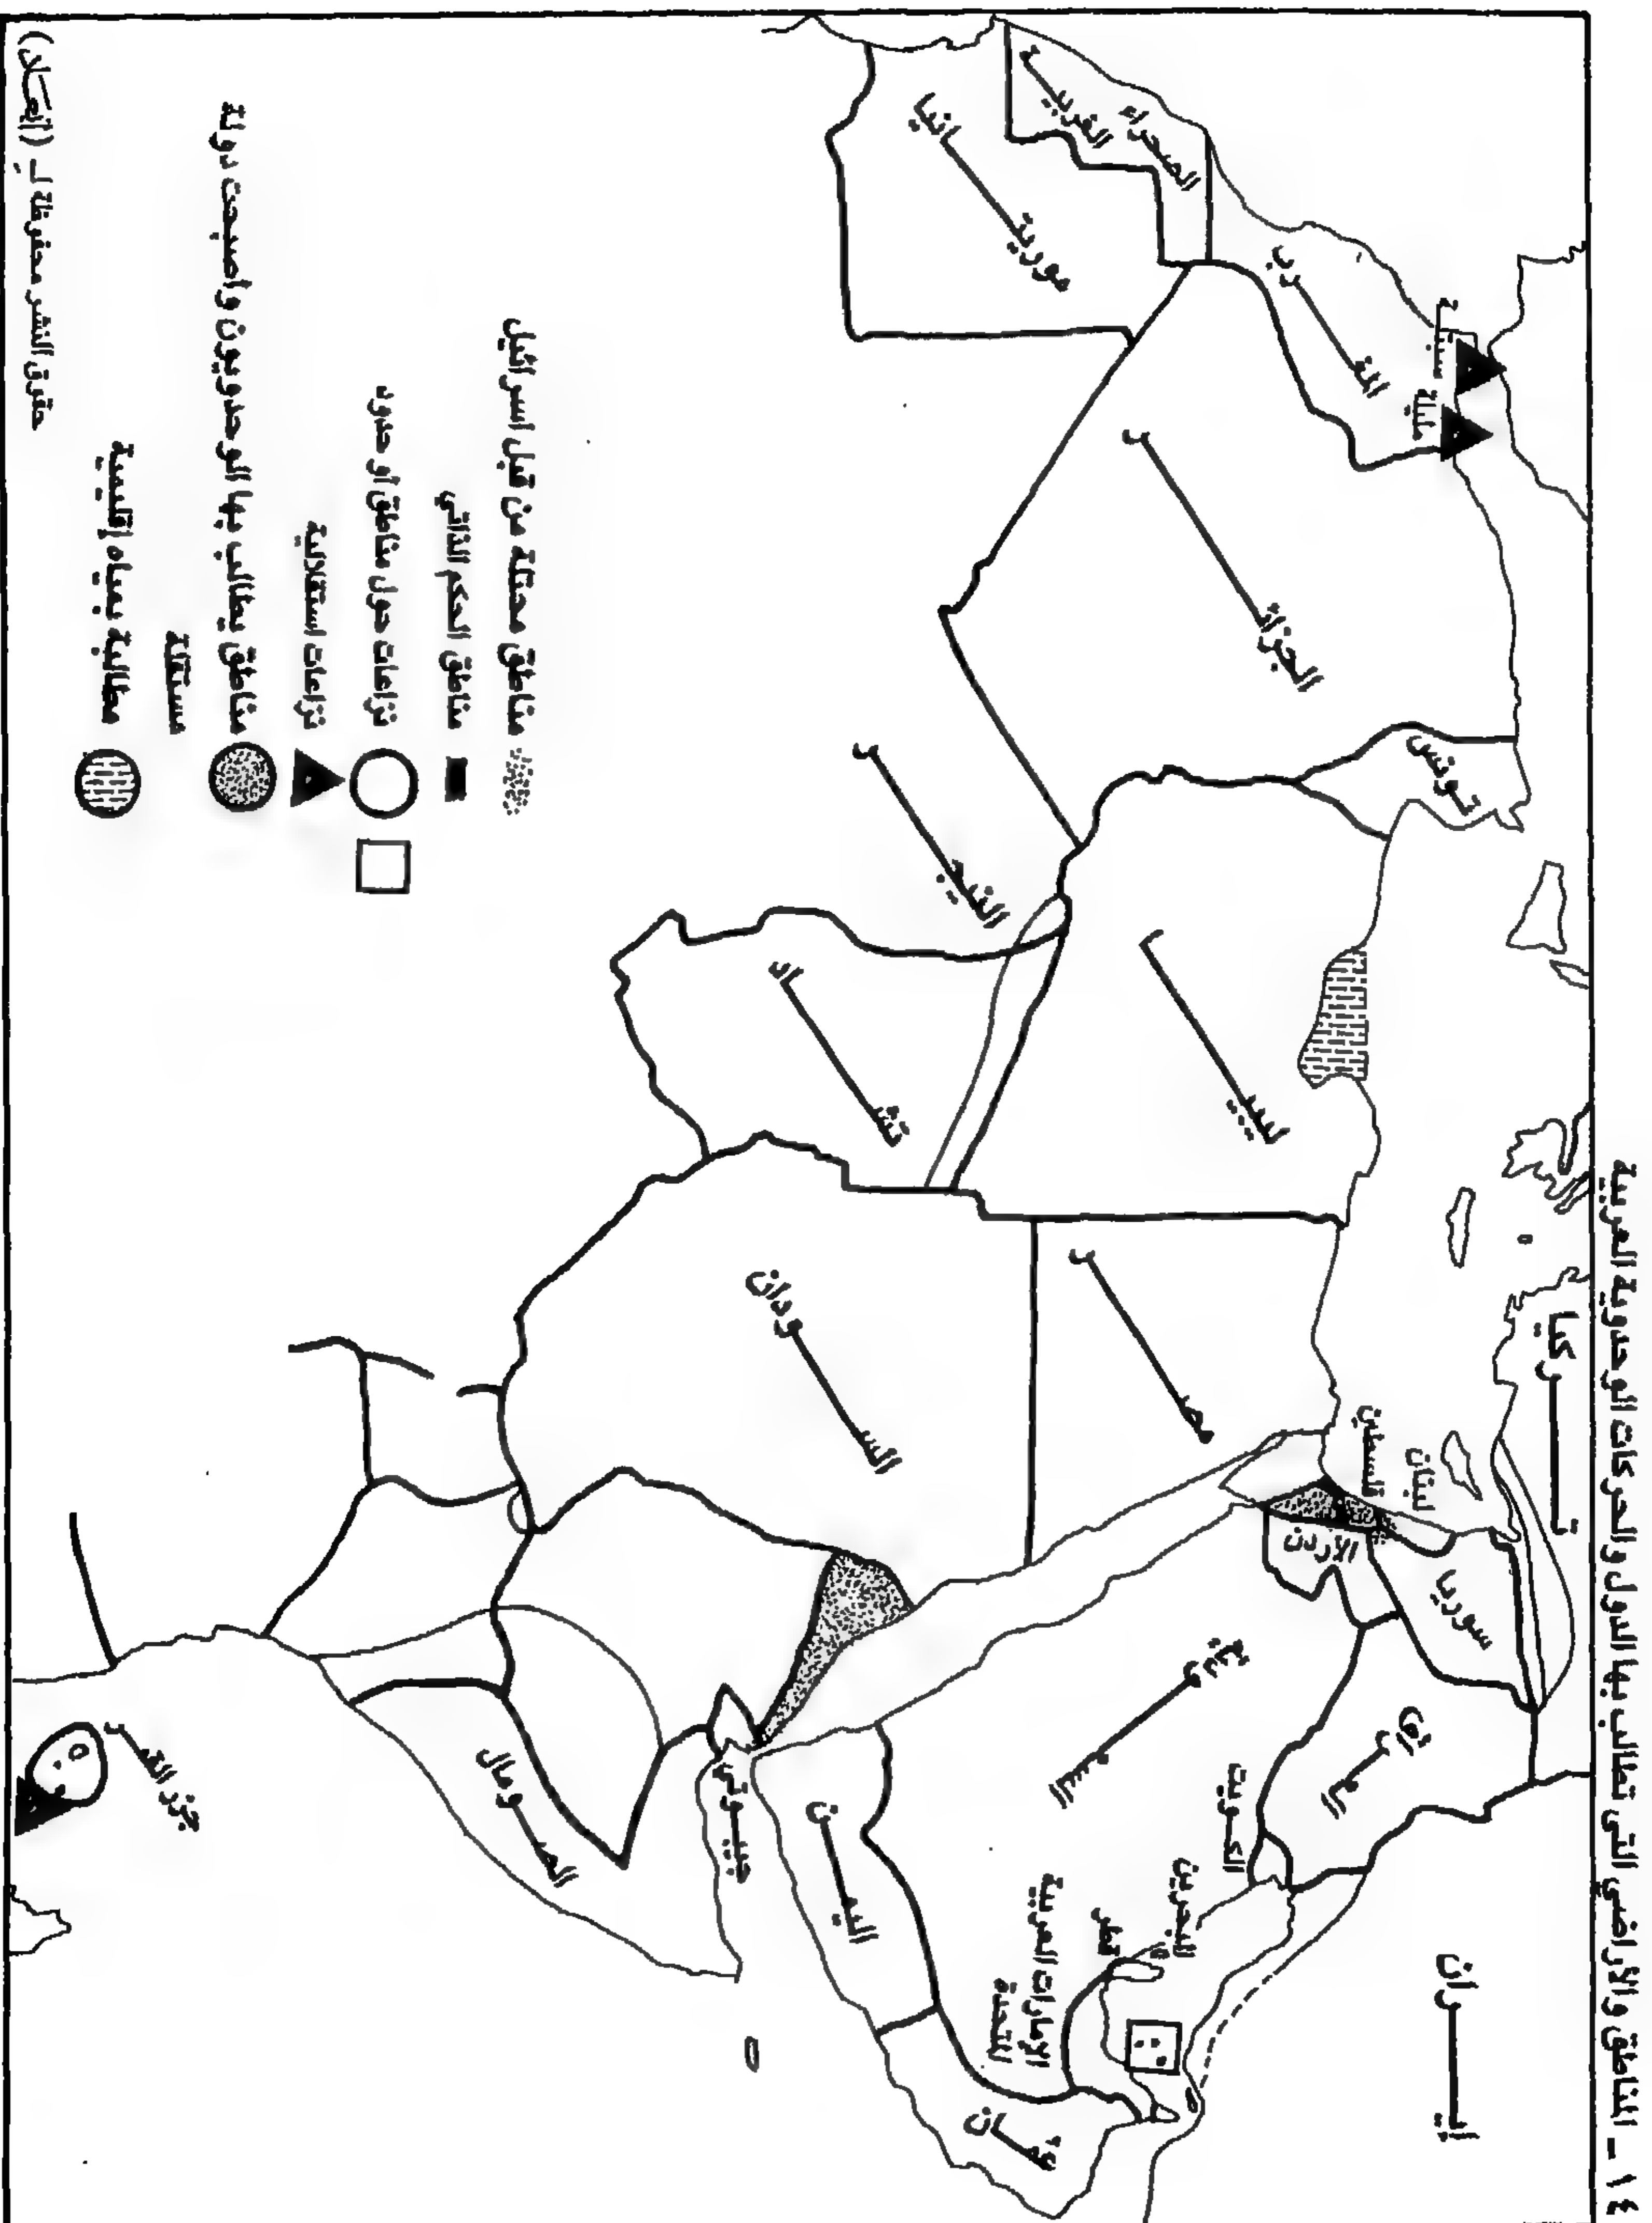 ١٤ ـ المناطق والأراضي التي تطالب بها الدول والحركات الوحدوية العربية
تركيا
إيران
سوريا
لبنان
فلسطين
الأردن
العراق
الكويت
البحرين
قطر
الإمارات العربية
المتحدة
السعودية
عمان
اليمن
سبتة
مليلة
المغرب
الصحراء
الغربية
موريتانيا
الجزائر
تونس
ليبيا
مصر
النيجر
تشاد
السودان
جيبوتي
الصومال
جزر القمر
مناطق محتلة من قبل اسرائيل
مناطق الحكم الذاتي
نزاعات حول مناطق أو حدود
نزاعات استقلالية
مناطق يطالب بها الوحدويون وأصبحت دولة
مستقلة
مطالبة بمياه إقليمية
حقوق النشر محفوظة لـ (انعكاد)